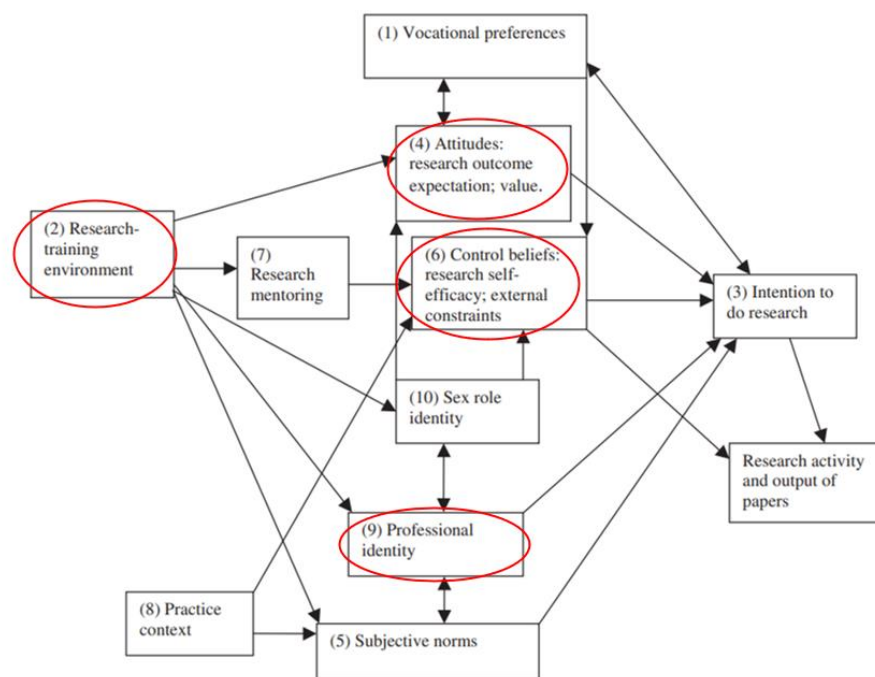 (1) Vocational preferences
(4) Attitudes:
research outcome
expectation; value.
(2) Research-
training
environment
(7)
Research
mentoring
(6) Control beliefs:
research self-
efficacy; external
constraints
(3) Intention to
do research
(10) Sex role
identity
Research activity
and output of
papers
(9) Professional
identity
(8) Practice
context
(5) Subjective norms